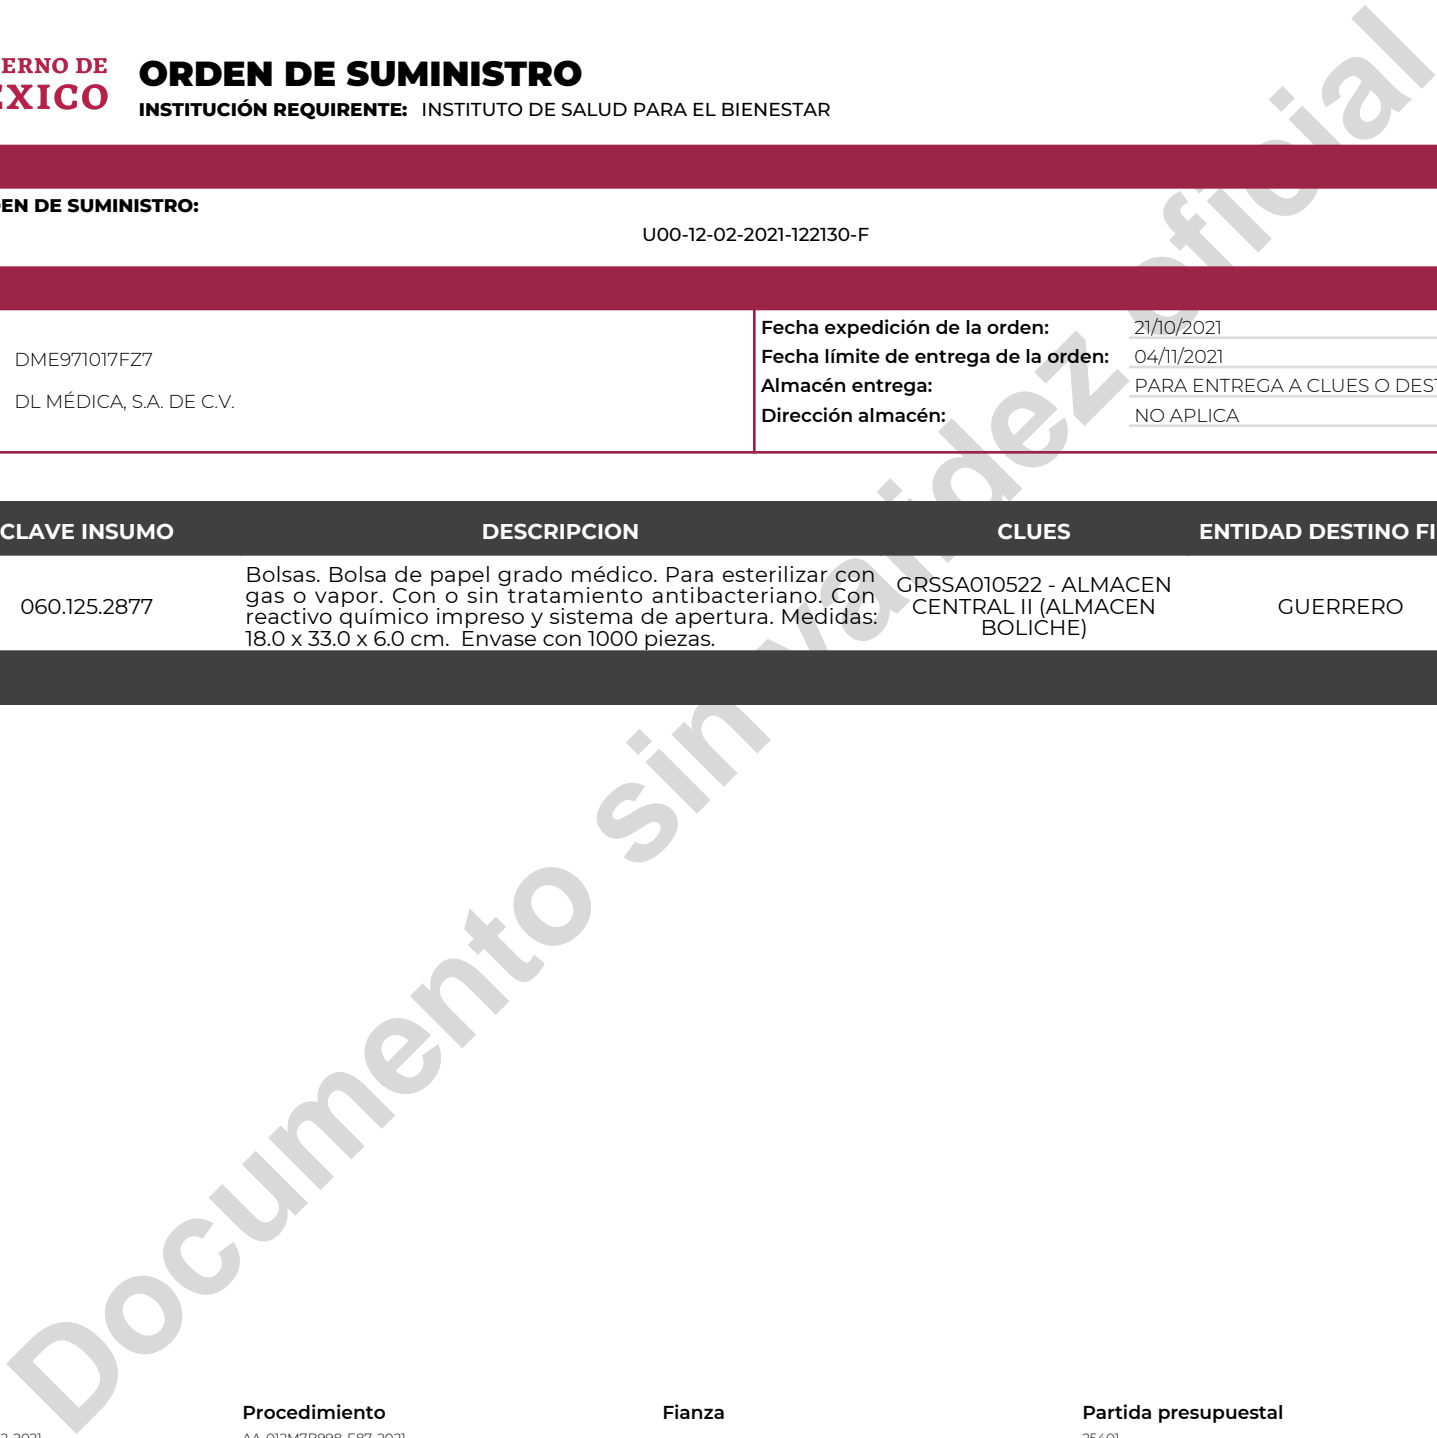 ERNO DE
ORDEN DE SUMINISTRO
INSTITUCIÓN REQUIRENTE: INSTITUTO DE SALUD PARA EL BIENESTAR
EXICO
EN DE SUMINISTRO:
U00-12-02-2021-122130-F
DME971017FZ7
DL MÉDICA, S.A. DE C.V.
Fecha expedición de la orden: 21/10/2021
Fecha límite de entrega de la orden: 04/11/2021
Almacén entrega: PARA ENTREGA A CLUES O DES
Dirección almacén: NO APLICA
CLAVE INSUMO DESCRIPCION CLUES ENTIDAD DESTINO FI
060.125.2877
Bolsas. Bolsa de papel grado médico. Para esterilizar con
gas o vapor. Con o sin tratamiento antibacteriano. Con
reactivo químico impreso y sistema de apertura. Medidas:
18.0 x 33.0 x 6.0 cm. Envase con 1000 piezas.
GRSSA010522 - ALMACEN
CENTRAL II (ALMACEN
BOLICHE)
GUERRERO
Documento sin validez oficial
Procedimiento Fianza Partida presupuestal